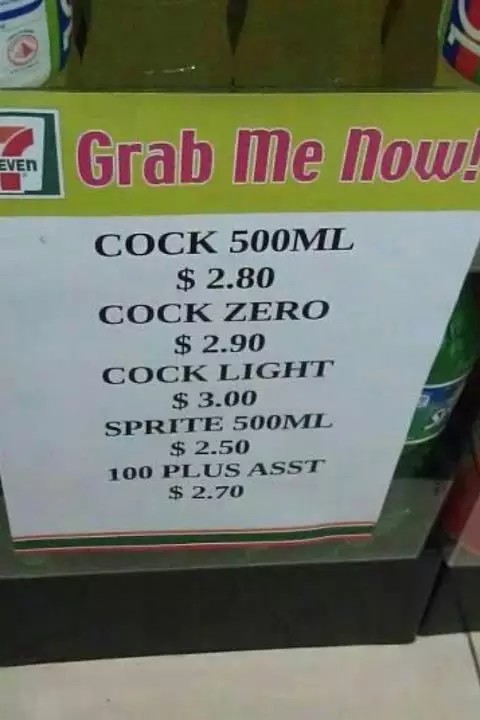 EVEn
Grab Me Now!
COCK 500ML
$ 2.80
COCK ZERO
$ 2.90
COCK LIGHT
$ 3.00
SPRITE 500ML
$ 2.50
100 PLUS ASST
$ 2.70